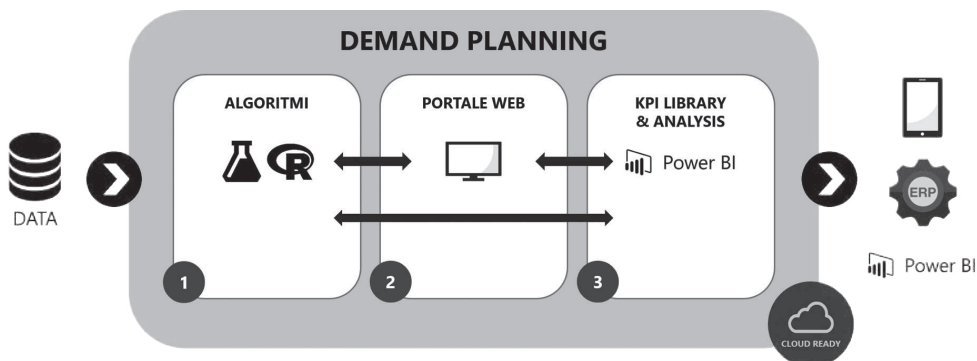 DEMAND PLANNING
ALGORITMI
PORTALE WEB
KPI LIBRARY
& ANALYSIS
R
Power BI
DATA
1
2
3
ERP
Power BI
CLOUD READY